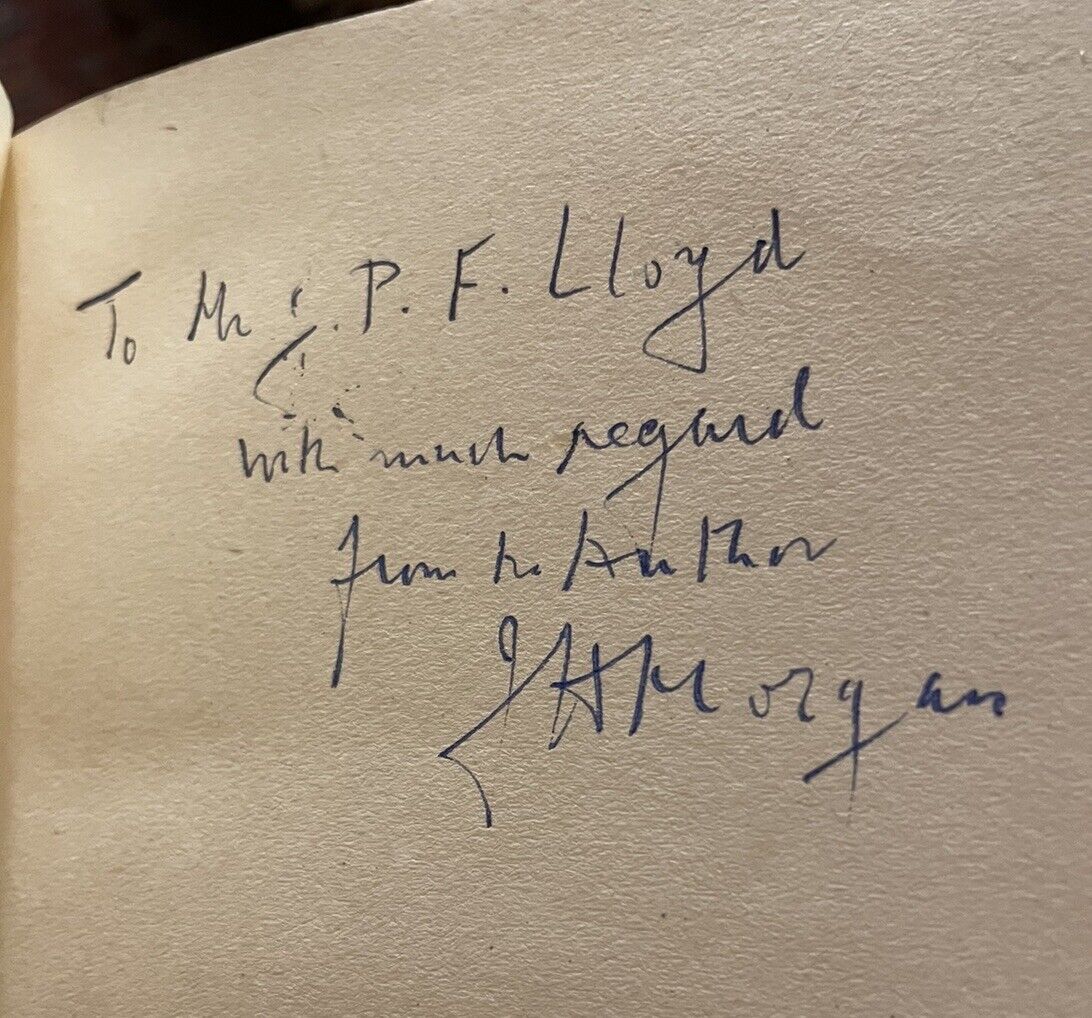 To Mr J. P. F. Lloyd
with much regard
from the Author
J H Morgan